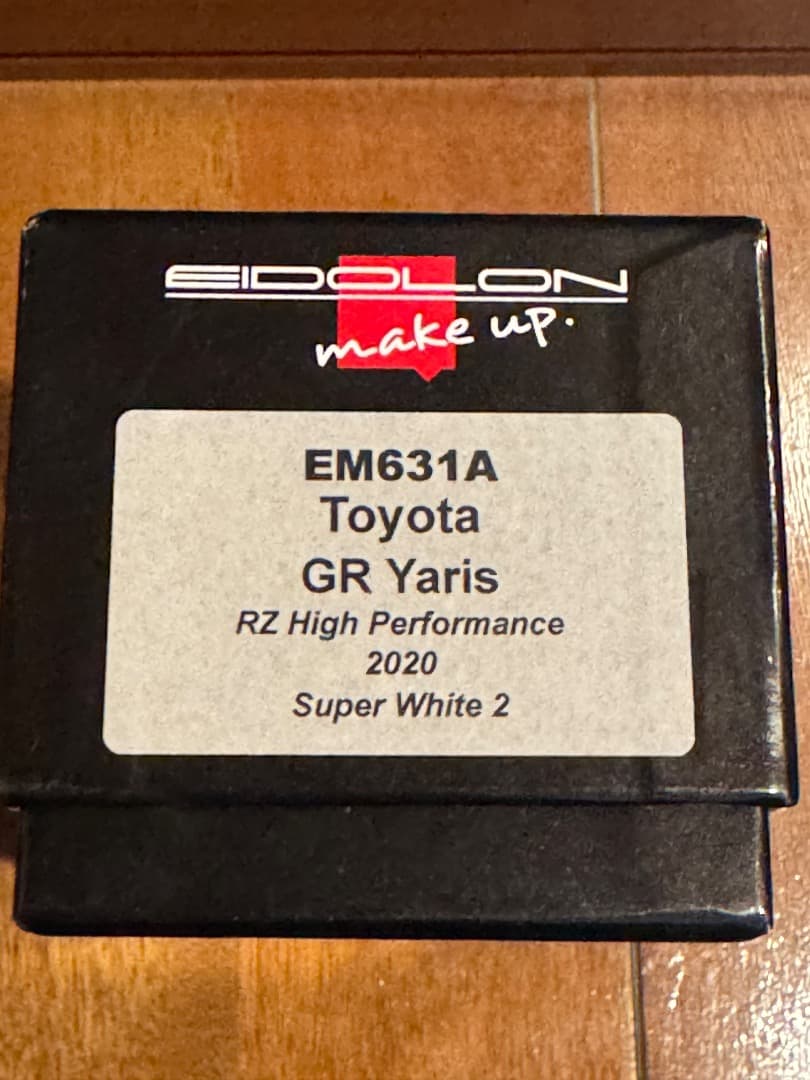 EIDOLON
make up.
EM631A
Toyota
GR Yaris
RZ High Performance
2020
Super White 2